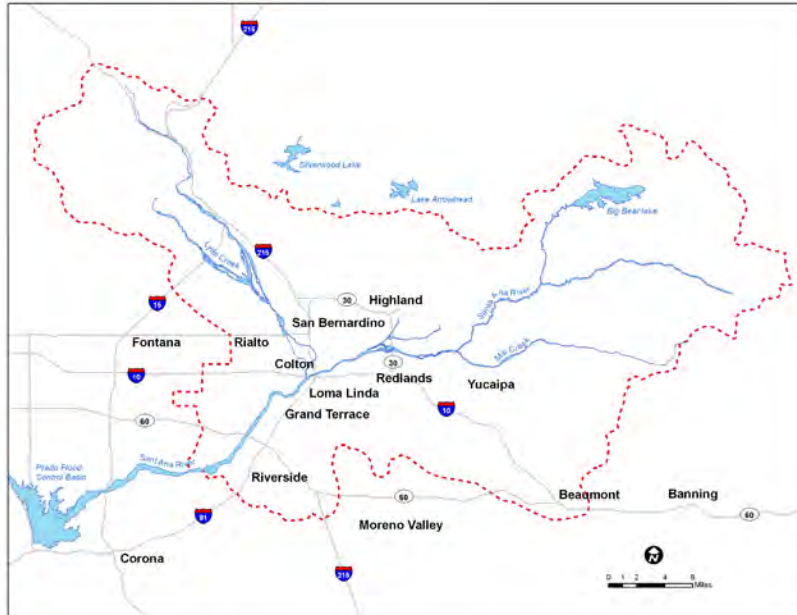 215
Silverwood Lake
Lake Arrowhead
Big Bear lake
Lytle Creek
215
15
30
Highland
Santa Ana River
San Bernardino
Fontana
Rialto
Mill Creek
Colton
30
10
Redlands
Yucaipa
Loma Linda
Grand Terrace
10
60
Santa Ana River
Prado Flood
Control Basin
Riverside
60
Beaumont
Banning
91
60
Moreno Valley
N
Corona
215
0 1 2 4 6
Miles